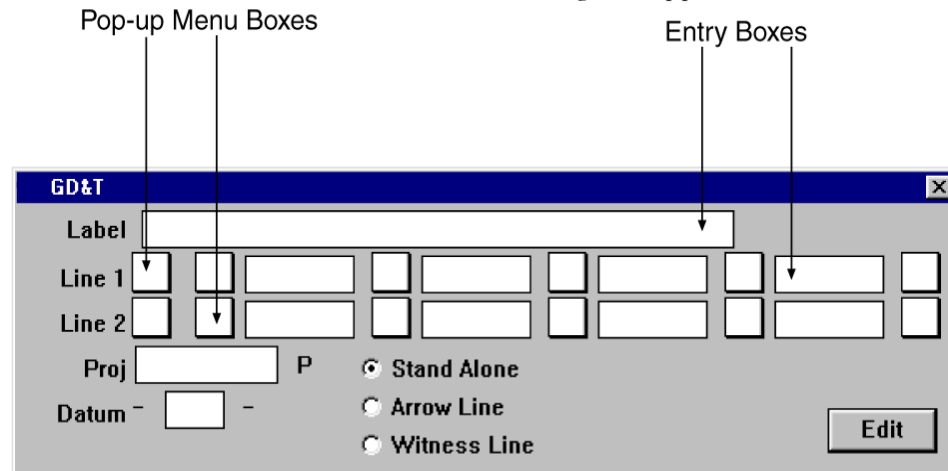 Pop-up Menu Boxes
Entry Boxes
GD&T
Label
Line 1
Line 2
Proj P
Datum - -
Stand Alone
Arrow Line
Witness Line
Edit